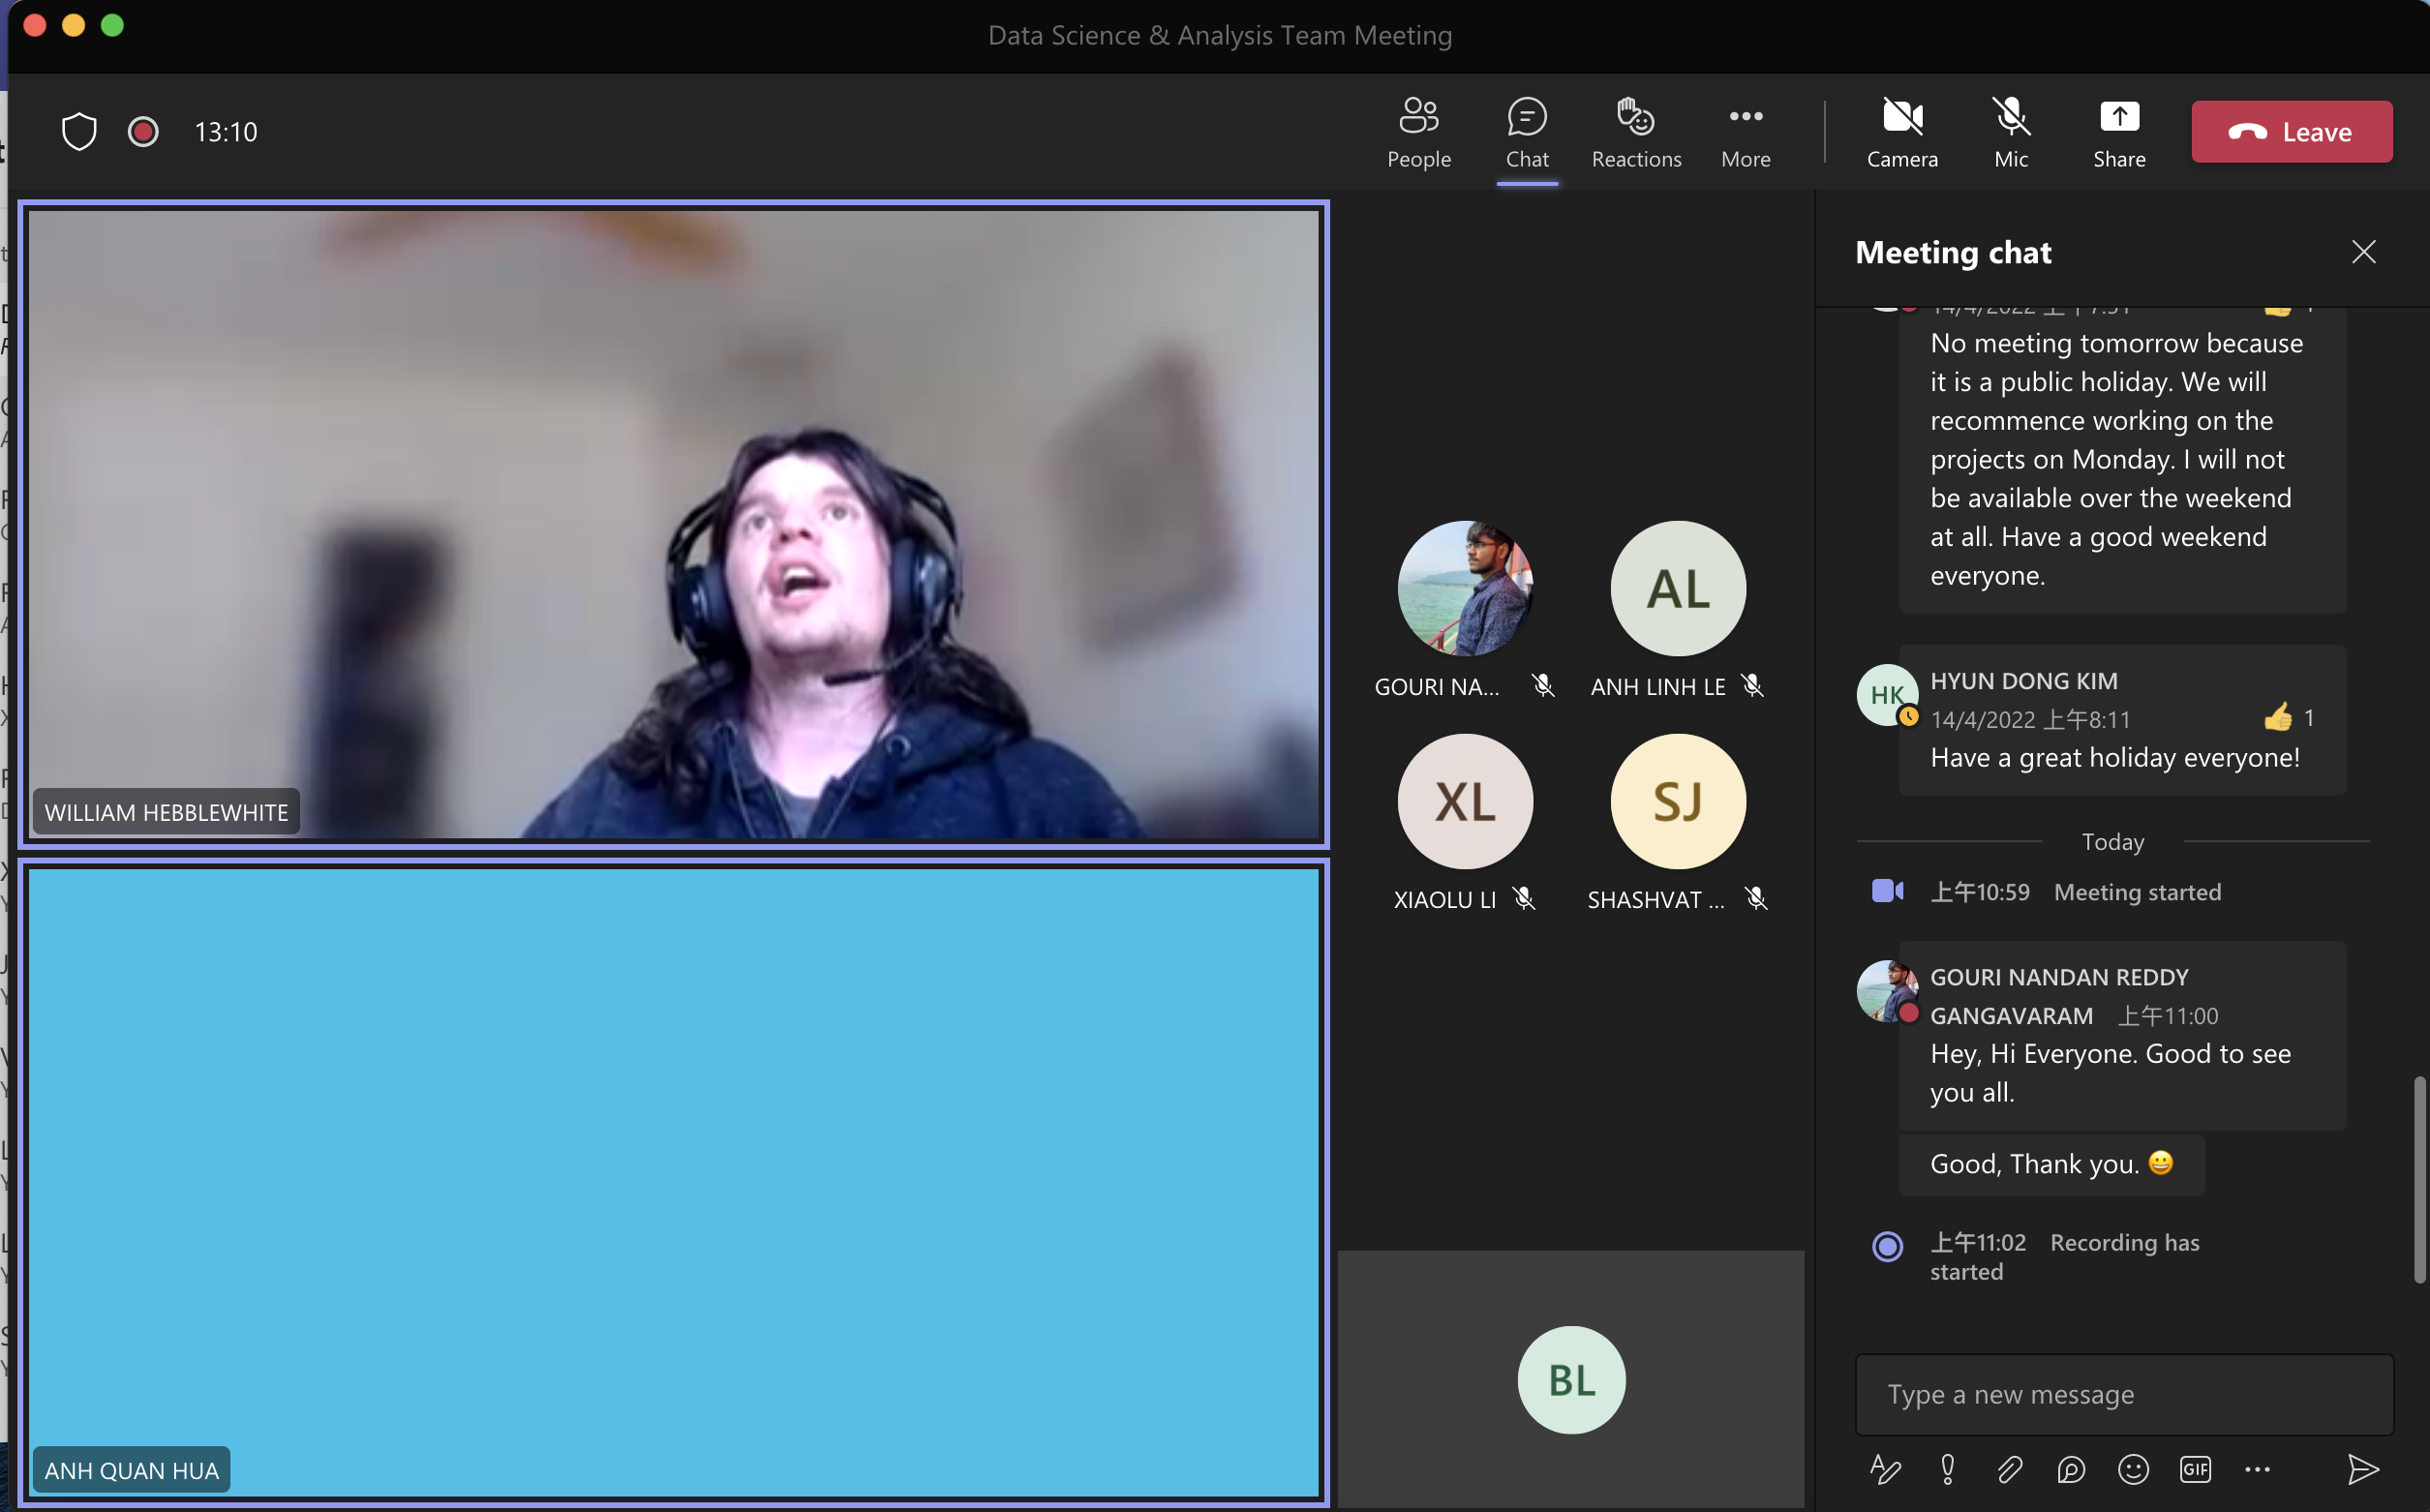 Data Science & Analysis Team Meeting
13:10
People
Chat
Reactions
More
Camera
Mic
Share
Leave
WILLIAM HEBBLEWHITE
ANH QUAN HUA
GOURI NA...
AL
ANH LINH LE
XL
XIAOLU LI
SJ
SHASHVAT ...
BL
Meeting chat
No meeting tomorrow because
it is a public holiday. We will
recommence working on the
projects on Monday. I will not
be available over the weekend
at all. Have a good weekend
everyone.
HK
HYUN DONG KIM
14/4/2022 上午8:11
1
Have a great holiday everyone!
Today
上午10:59 Meeting started
GOURI NANDAN REDDY
GANGAVARAM 上午11:00
Hey, Hi Everyone. Good to see
you all.
Good, Thank you. 😀
上午11:02 Recording has
started
Type a new message
GIF